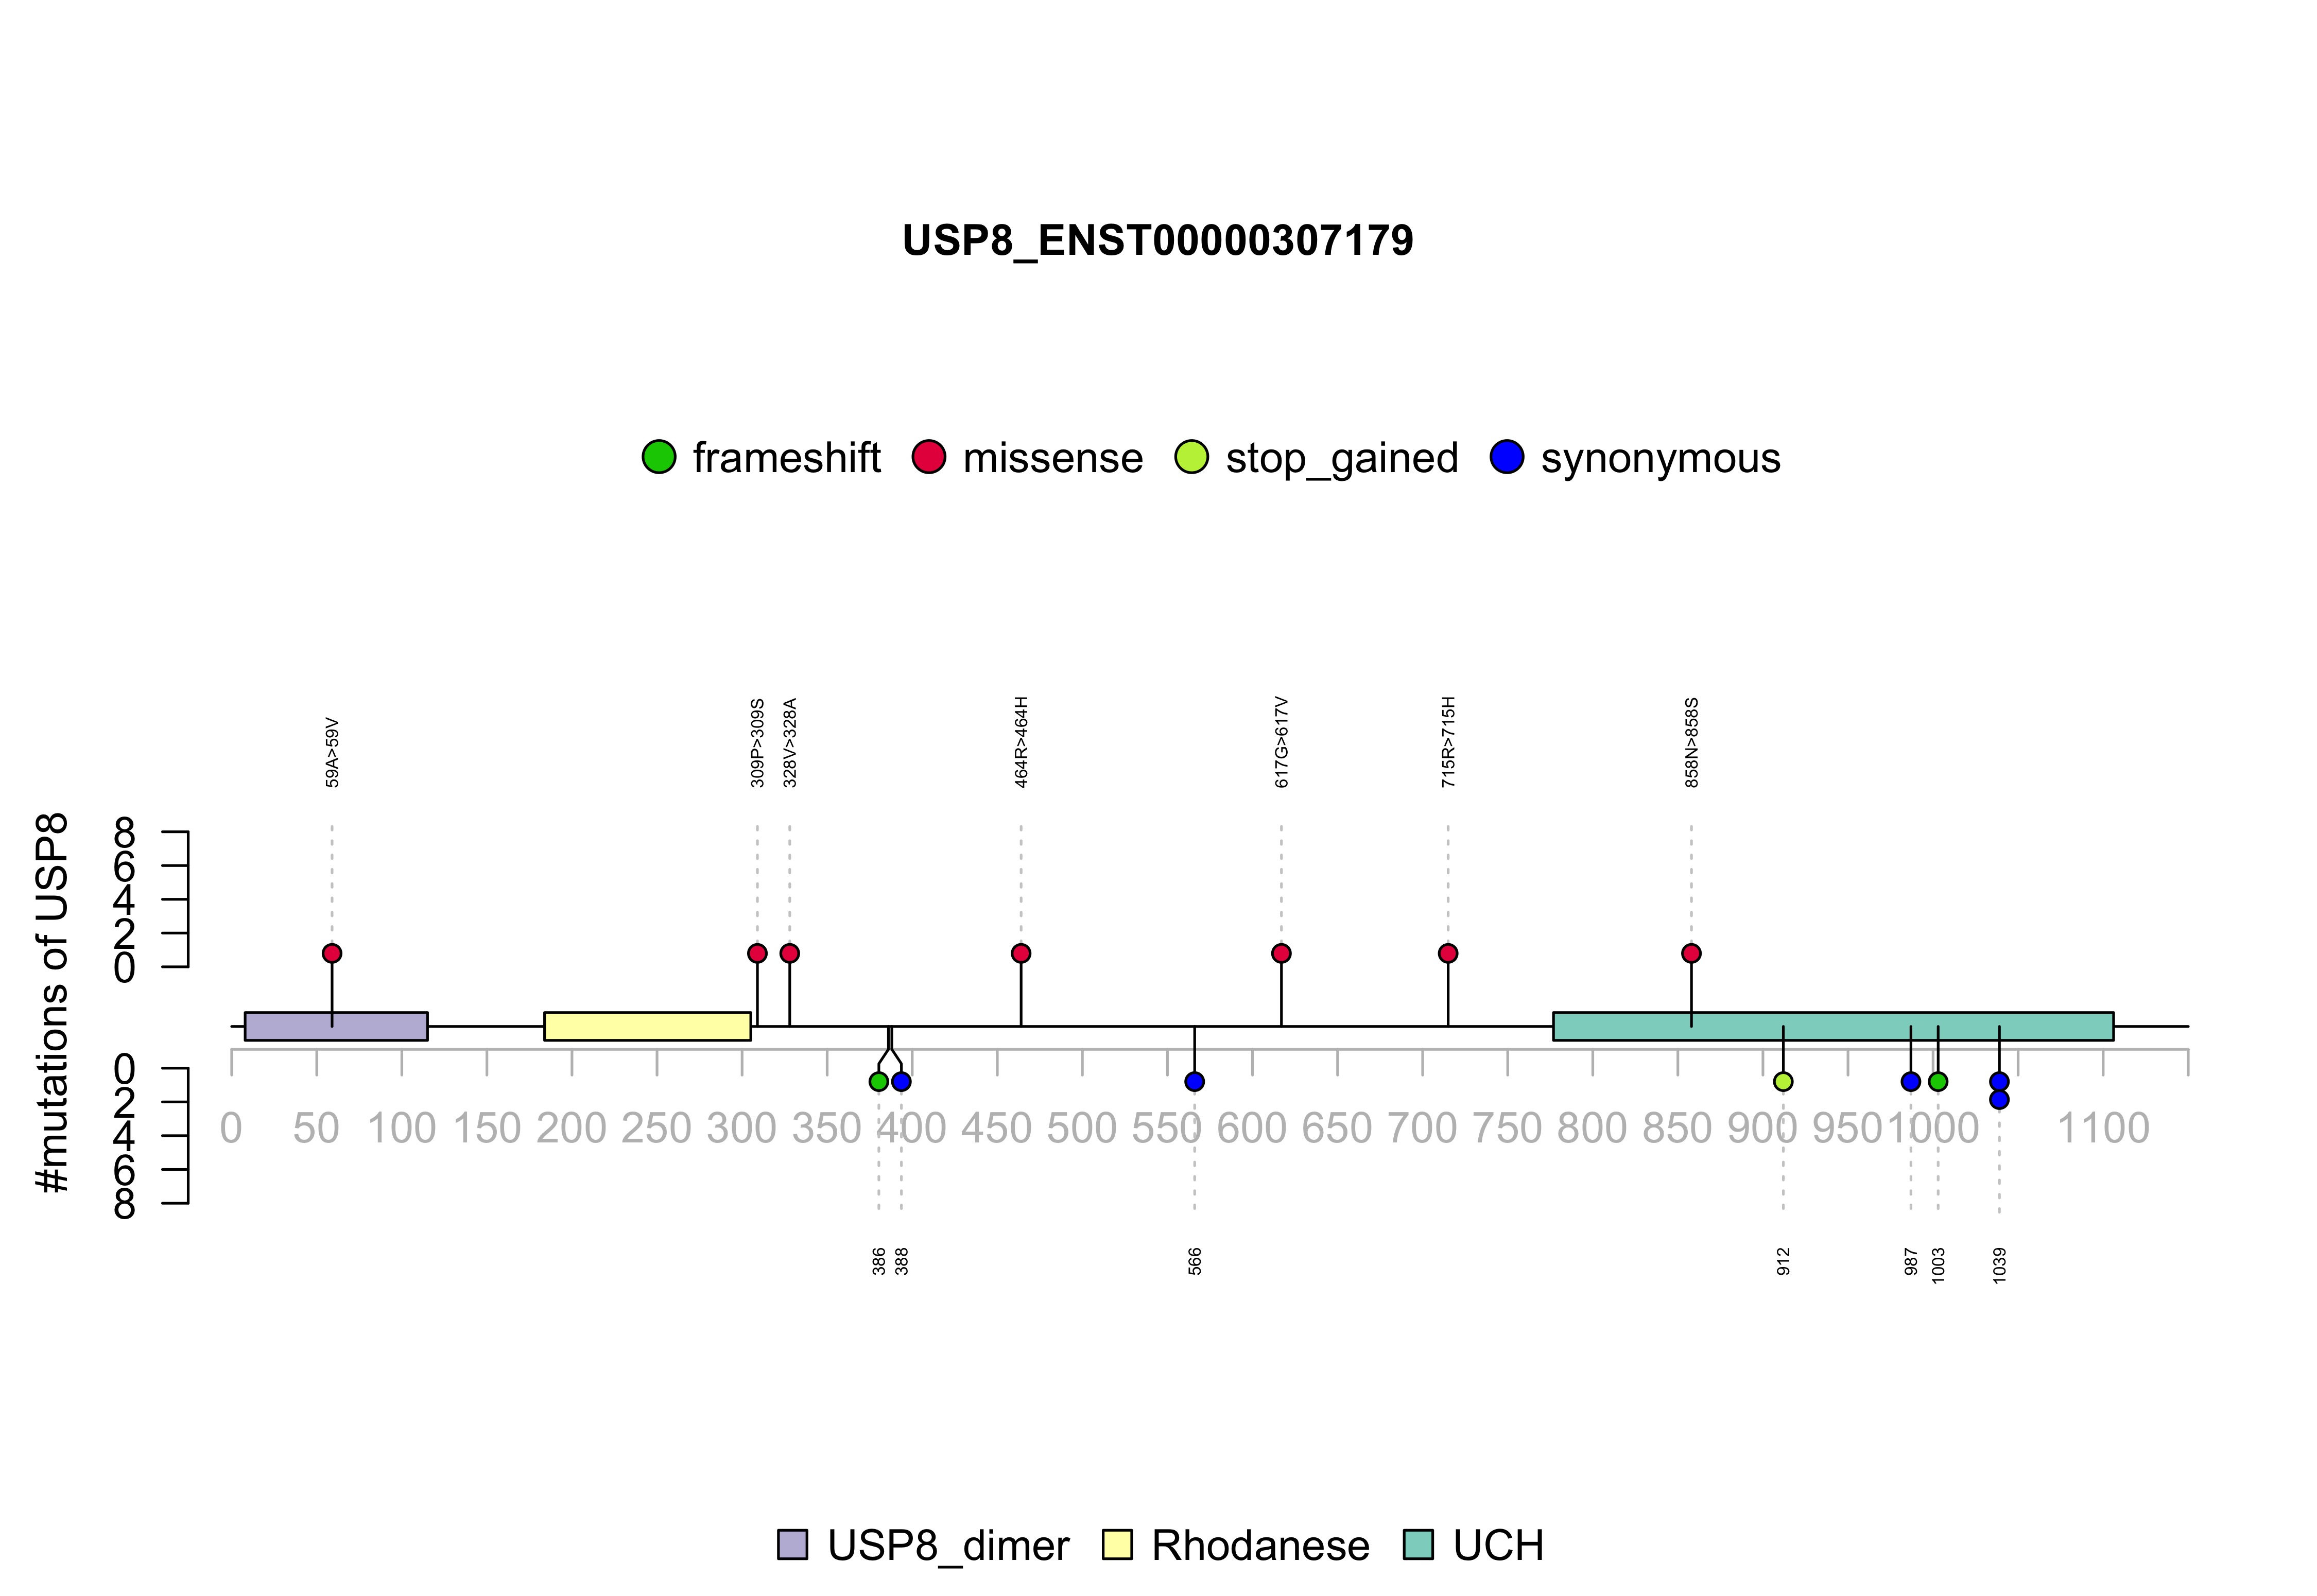 USP8_ENST00000307179
frameshift missense stop_gained synonymous
59A>59V 309P>309S 328V>328A 464R>464H 617G>617V 715R>715H 858N>858S
#mutations of USP8
8
6
4
2
0
0
2
4
6
8
0 50 100 150 200 250 300 350 400 450 500 550 600 650 700 750 800 850 900 950 1000 1100
386 388 566 912 987 1003 1039
USP8_dimer Rhodanese UCH